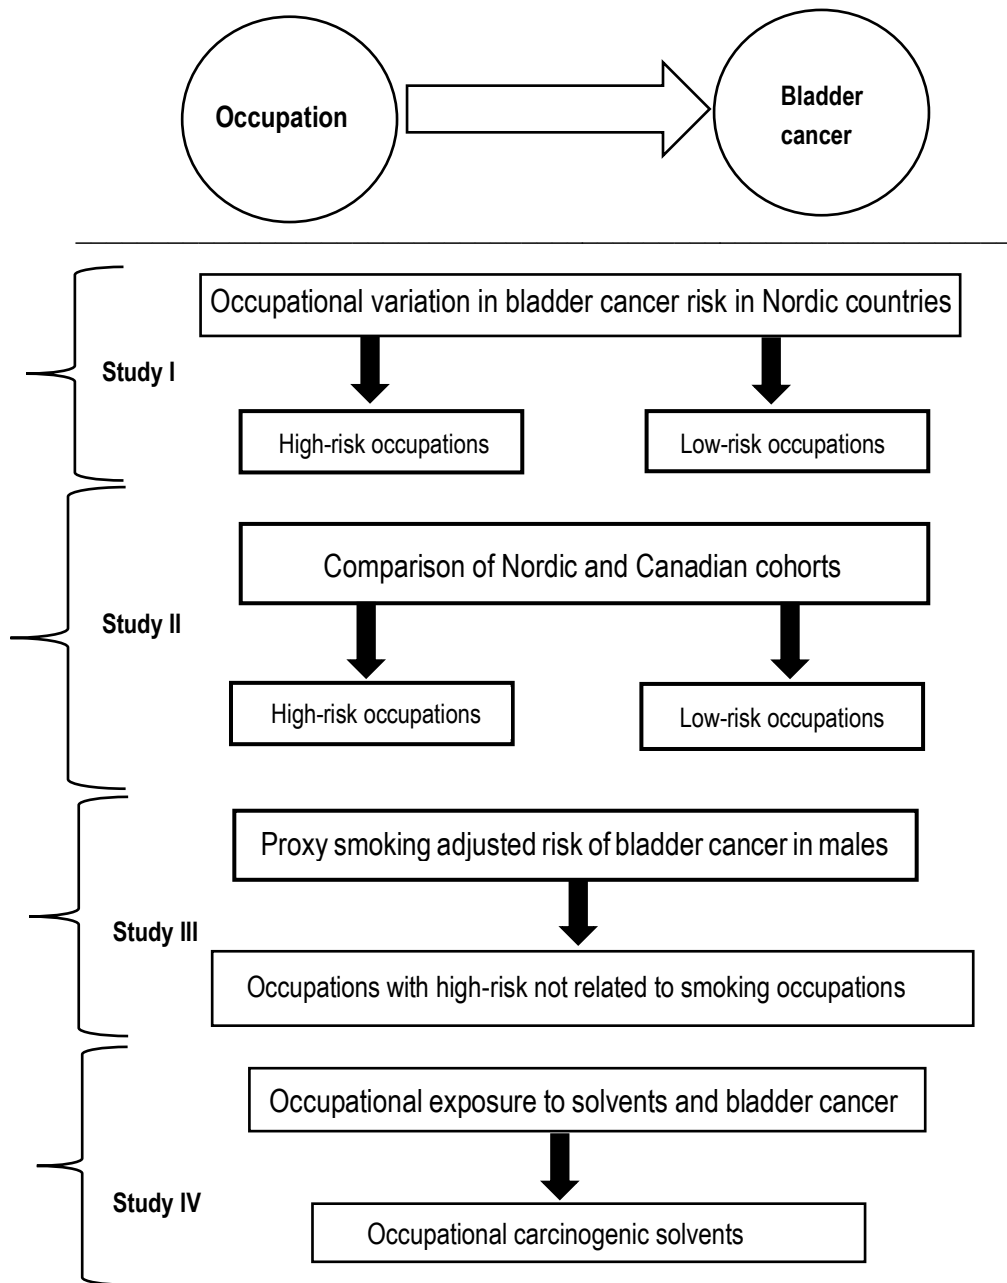 Occupation
Bladder
cancer
Occupational variation in bladder cancer risk in Nordic countries
Study I
High-risk occupations
Low-risk occupations
Comparison of Nordic and Canadian cohorts
Study II
High-risk occupations
Low-risk occupations
Proxy smoking adjusted risk of bladder cancer in males
Study III
Occupations with high-risk not related to smoking occupations
Occupational exposure to solvents and bladder cancer
Study IV
Occupational carcinogenic solvents